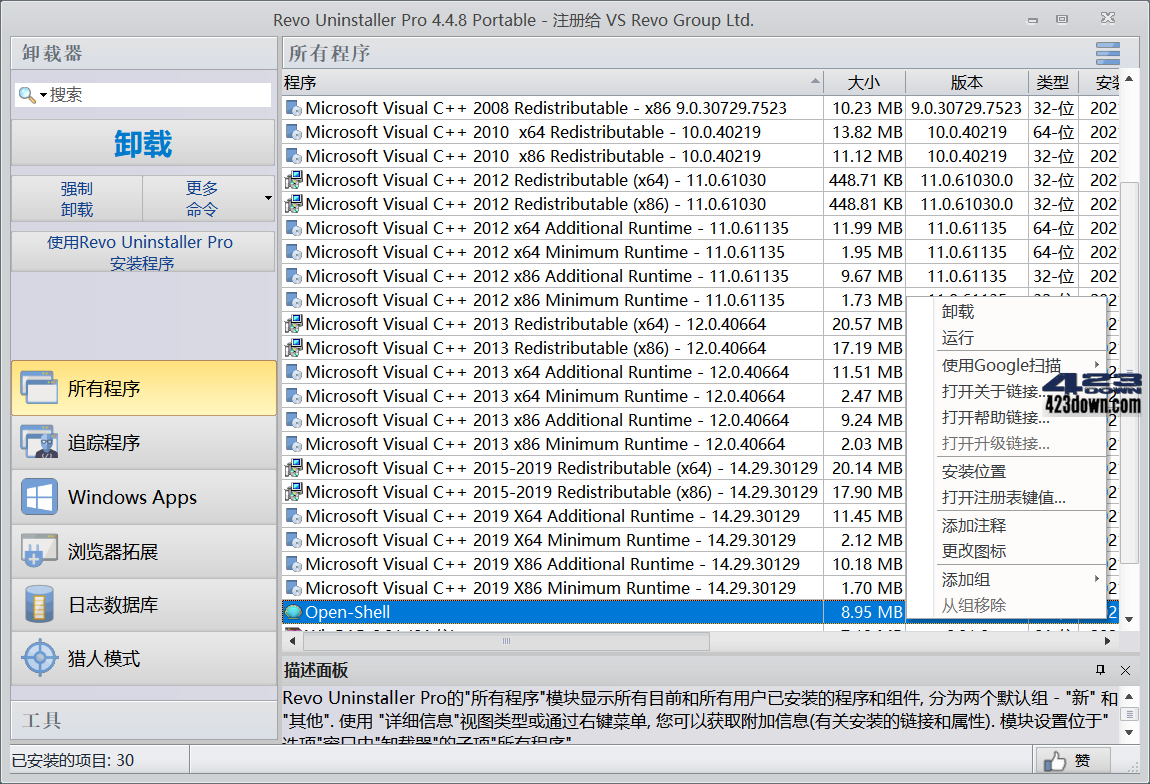 Revo Uninstaller Pro 4.4.8 Portable - 注册给 VS Revo Group Ltd.
卸载器
搜索
卸载
强制
卸载
更多
命令
使用Revo Uninstaller Pro
安装程序
所有程序
追踪程序
Windows Apps
浏览器拓展
日志数据库
猎人模式
工具
所有程序
程序 大小 版本 类型
Microsoft Visual C++ 2008 Redistributable - x86 9.0.30729.7523 10.23 MB 9.0.30729.7523 32-位 202
Microsoft Visual C++ 2010  x64 Redistributable - 10.0.40219 13.82 MB 10.0.40219 64-位 202
Microsoft Visual C++ 2010  x86 Redistributable - 10.0.40219 11.12 MB 10.0.40219 32-位 202
Microsoft Visual C++ 2012 Redistributable (x64) - 11.0.61030 448.71 KB 11.0.61030.0 32-位 202
Microsoft Visual C++ 2012 Redistributable (x86) - 11.0.61030 448.81 KB 11.0.61030.0 32-位 202
Microsoft Visual C++ 2012 x64 Additional Runtime - 11.0.61135 11.99 MB 11.0.61135 64-位 202
Microsoft Visual C++ 2012 x64 Minimum Runtime - 11.0.61135 1.95 MB 11.0.61135 64-位 202
Microsoft Visual C++ 2012 x86 Additional Runtime - 11.0.61135 9.67 MB 11.0.61135 32-位 202
Microsoft Visual C++ 2012 x86 Minimum Runtime - 11.0.61135 1.73 MB
Microsoft Visual C++ 2013 Redistributable (x64) - 12.0.40664 20.57 MB
Microsoft Visual C++ 2013 Redistributable (x86) - 12.0.40664 17.19 MB
Microsoft Visual C++ 2013 x64 Additional Runtime - 12.0.40664 11.51 MB
Microsoft Visual C++ 2013 x64 Minimum Runtime - 12.0.40664 2.47 MB
Microsoft Visual C++ 2013 x86 Additional Runtime - 12.0.40664 9.24 MB
Microsoft Visual C++ 2013 x86 Minimum Runtime - 12.0.40664 2.03 MB
Microsoft Visual C++ 2015-2019 Redistributable (x64) - 14.29.30129 20.14 MB
Microsoft Visual C++ 2015-2019 Redistributable (x86) - 14.29.30129 17.90 MB
Microsoft Visual C++ 2019 X64 Additional Runtime - 14.29.30129 11.45 MB
Microsoft Visual C++ 2019 X64 Minimum Runtime - 14.29.30129 2.12 MB
Microsoft Visual C++ 2019 X86 Additional Runtime - 14.29.30129 10.18 MB
Microsoft Visual C++ 2019 X86 Minimum Runtime - 14.29.30129 1.70 MB
Open-Shell 8.95 MB
卸载
运行
使用Google扫描
打开关于链接...
打开帮助链接...
打开升级链接...
安装位置
打开注册表键值...
添加注释
更改图标
添加组
从组移除
423
DOWN
423down.com
描述面板
Revo Uninstaller Pro的"所有程序"模块显示所有目前和所有用户已安装的程序和组件, 分为两个默认组 - "新" 和
"其他". 使用 "详细信息"视图类型或通过右键菜单, 您可以获取附加信息(有关安装的链接和属性). 模块设置位于"
选项"窗口中"卸载器"的子项"所有程序".
已安装的项目: 30
赞